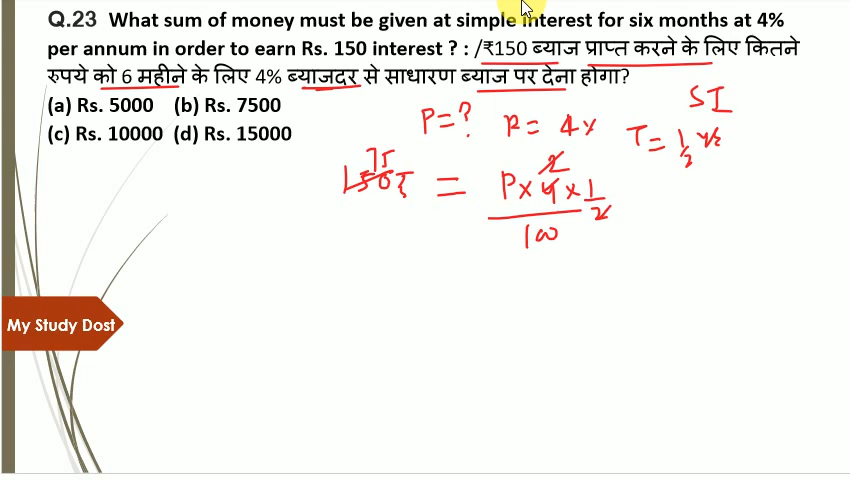 Q.23 What sum of money must be given at simple interest for six months at 4%
per annum in order to earn Rs. 150 interest ? : /₹150 ब्याज प्राप्त करने के लिए कितने
रुपये को 6 महीने के लिए 4% ब्याजदर से साधारण ब्याज पर देना होगा?
(a) Rs. 5000 (b) Rs. 7500
(c) Rs. 10000 (d) Rs. 15000
SI
P=? R= 4%
T= 1/2
75 2
150 = P×4×1/2
100
My Study Dost